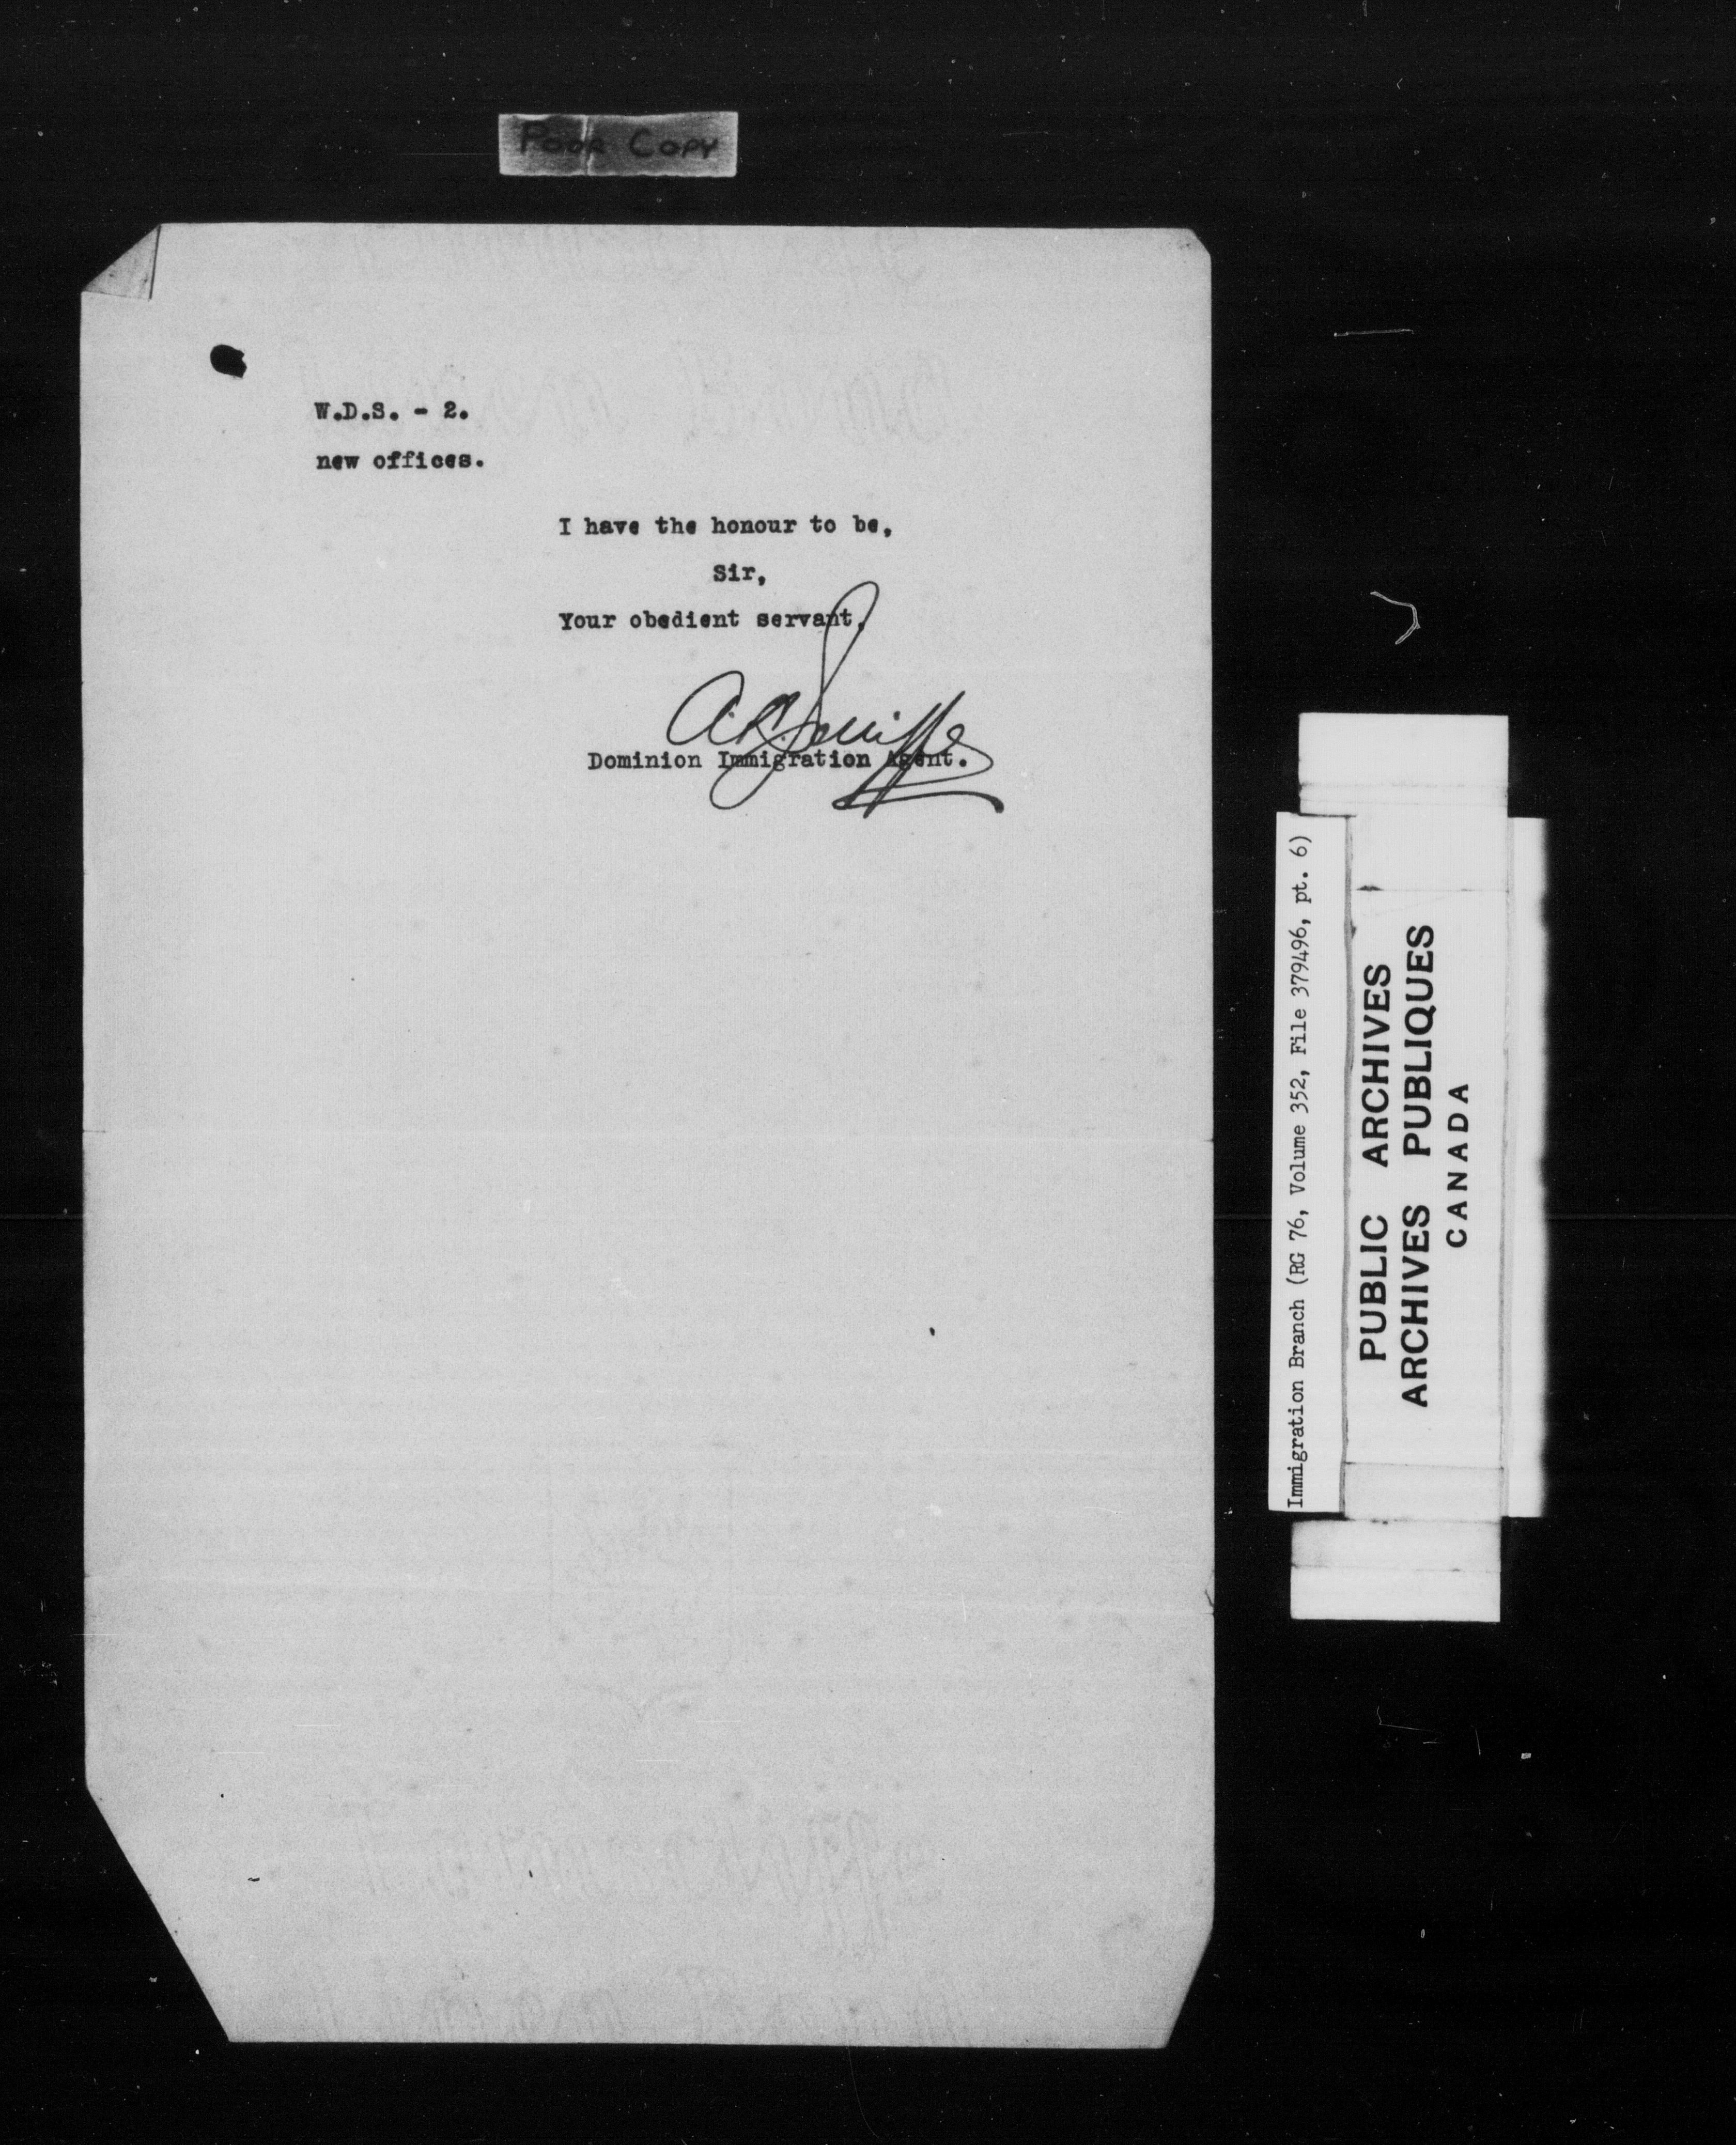 POOR COPY
W.D.S. - 2.
new offices.
I have the honour to be,
Sir,
Your obedient servant,
Dominion Immigration Agent.
Immigration Branch (RG 76, Volume 352, File 379496, pt. 6)
PUBLIC ARCHIVES
ARCHIVES PUBLIQUES
CANADA